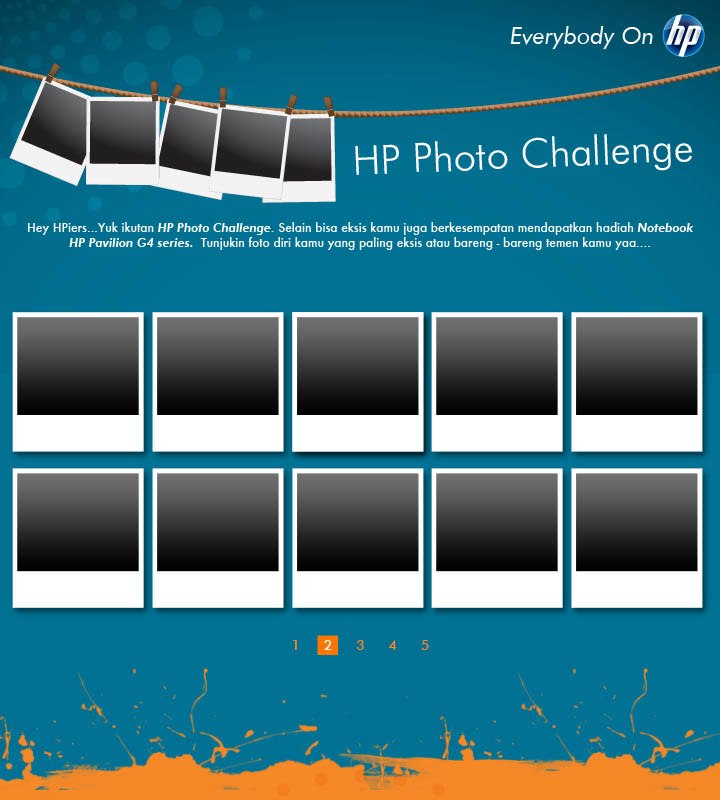 Everybody On hp
HP Photo Challenge
Hey HPiers...Yuk ikutan HP Photo Challenge. Selain bisa eksis kamu juga berkesempatan mendapatkan hadiah Notebook
HP Pavilion G4 series. Tunjukin foto diri kamu yang paling eksis atau bareng - bareng temen kamu yaa....
1 2 3 4 5